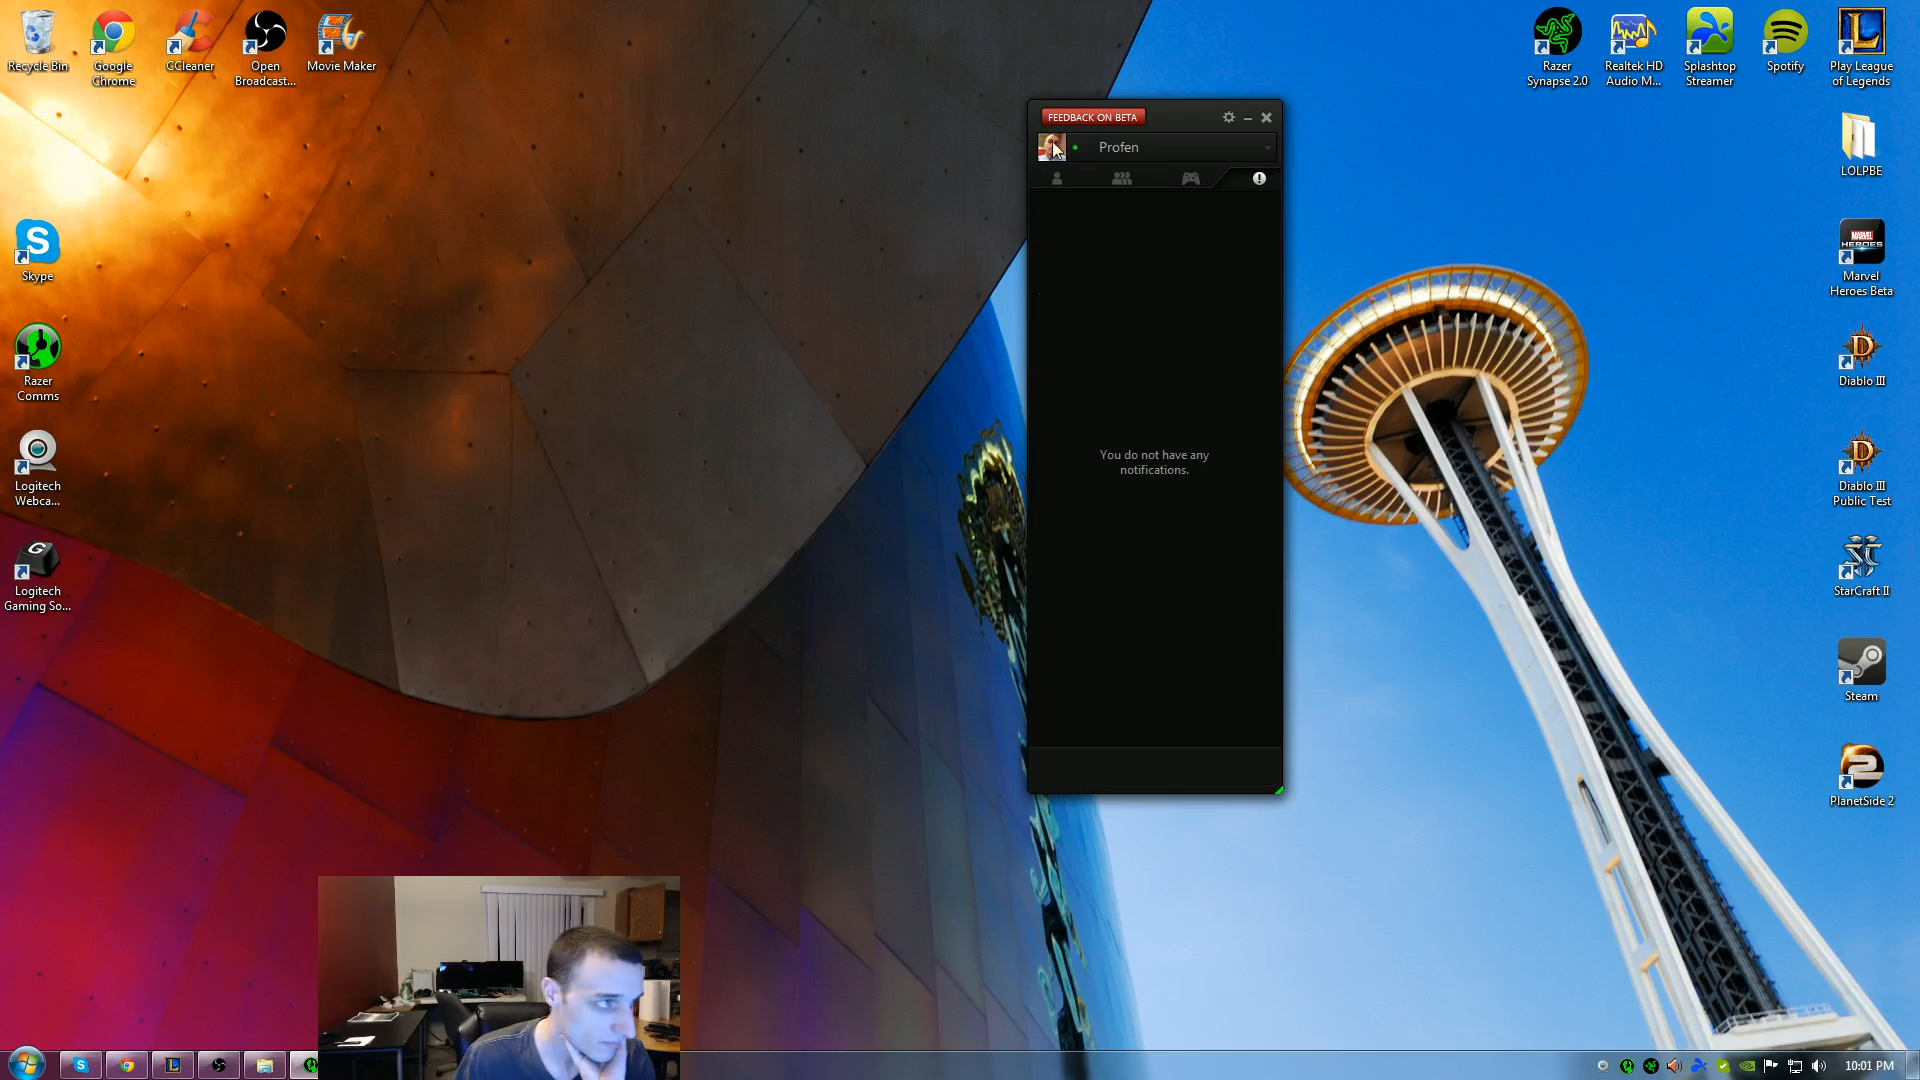 Recycle Bin
Google
Chrome
CCleaner
Open
Broadcast...
Movie Maker
Razer
Synapse 2.0
Realtek HD
Audio M...
Splashtop
Streamer
Spotify
Play League
of Legends
FEEDBACK ON BETA
Profen
LOLPBE
Skype
MARVEL
HEROES
Marvel
Heroes Beta
Razer
Comms
Diablo III
You do not have any
notifications.
Logitech
Webca...
Diablo III
Public Test
Logitech
Gaming So...
StarCraft II
Steam
PlanetSide 2
10:01 PM